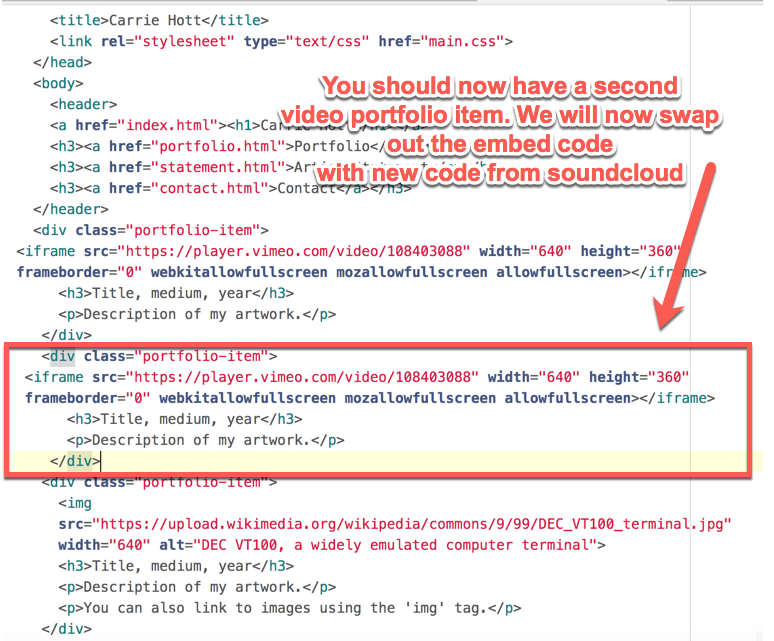 <title>Carrie Hott</title>
<link rel="stylesheet" type="text/css" href="main.css">
</head>
<body>
<header>
You should now have a second
video portfolio item. We will now swap
out the embed code
with new code from soundcloud
<a href="index.html"><h1>Carrie
<h3><a href="portfolio.html">Portfolio</
<h3><a href="statement.html">
<h3><a href="contact.html">Contact</a></h3>
</header>
<div class="portfolio-item">
<iframe src="https://player.vimeo.com/video/108403088" width="640" height="360"
frameborder="0" webkitallowfullscreen mozallowfullscreen allowfullscreen></iframe>
<h3>Title, medium, year</h3>
<p>Description of my artwork.</p>
</div>
<div class="portfolio-item">
<iframe src="https://player.vimeo.com/video/108403088" width="640" height="360"
frameborder="0" webkitallowfullscreen mozallowfullscreen allowfullscreen></iframe>
<h3>Title, medium, year</h3>
<p>Description of my artwork.</p>
</div>
<div class="portfolio-item">
<img
src="https://upload.wikimedia.org/wikipedia/commons/9/99/DEC_VT100_terminal.jpg"
width="640" alt="DEC VT100, a widely emulated computer terminal">
<h3>Title, medium, year</h3>
<p>Description of my artwork.</p>
<p>You can also link to images using the 'img' tag.</p>
</div>